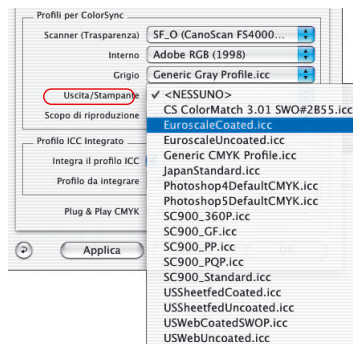 Profili per ColorSync
Scanner (Trasparenza) SF_O (CanoScan FS4000...
Interno Adobe RGB (1998)
Grigio Generic Gray Profile.icc
Uscita/Stampante ✓ <NESSUNO>
CS ColorMatch 3.01 SWO#2B55.icc
Scopo di riproduzione
EuroscaleCoated.icc
EuroscaleUncoated.icc
Profilo ICC Integrato
Generic CMYK Profile.icc
Integra il profilo ICC
JapanStandard.icc
Profilo da integrare
Photoshop4DefaultCMYK.icc
Photoshop5DefaultCMYK.icc
Plug & Play CMYK
SC900_360P.icc
SC900_GF.icc
SC900_PP.icc
Applica
SC900_PQP.icc
OK
SC900_Standard.icc
USSheetfedCoated.icc
USSheetfedUncoated.icc
USWebCoatedSWOP.icc
USWebUncoated.icc